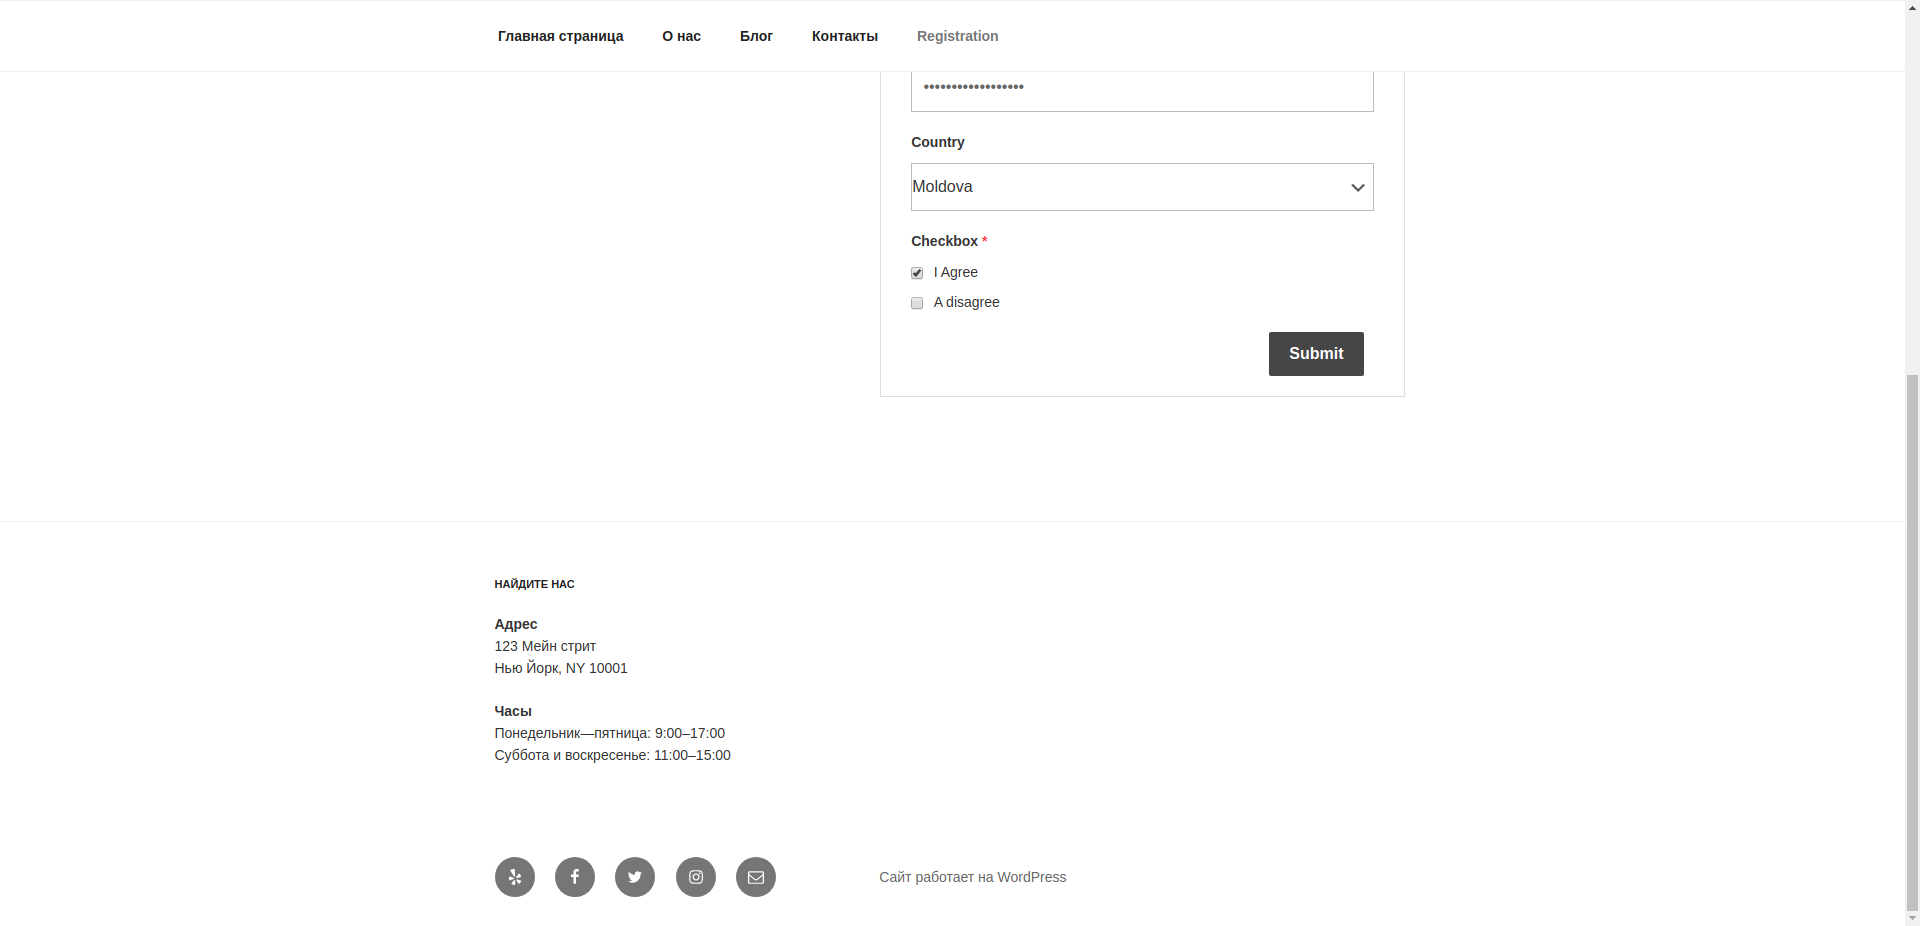 Главная страница О нас Блог Контакты Registration
••••••••••••••••••
Country
Moldova
Checkbox *
I Agree
A disagree
Submit
НАЙДИТЕ НАС
Адрес
123 Мейн стрит
Нью Йорк, NY 10001
Часы
Понедельник—пятница: 9:00–17:00
Суббота и воскресенье: 11:00–15:00
Сайт работает на WordPress